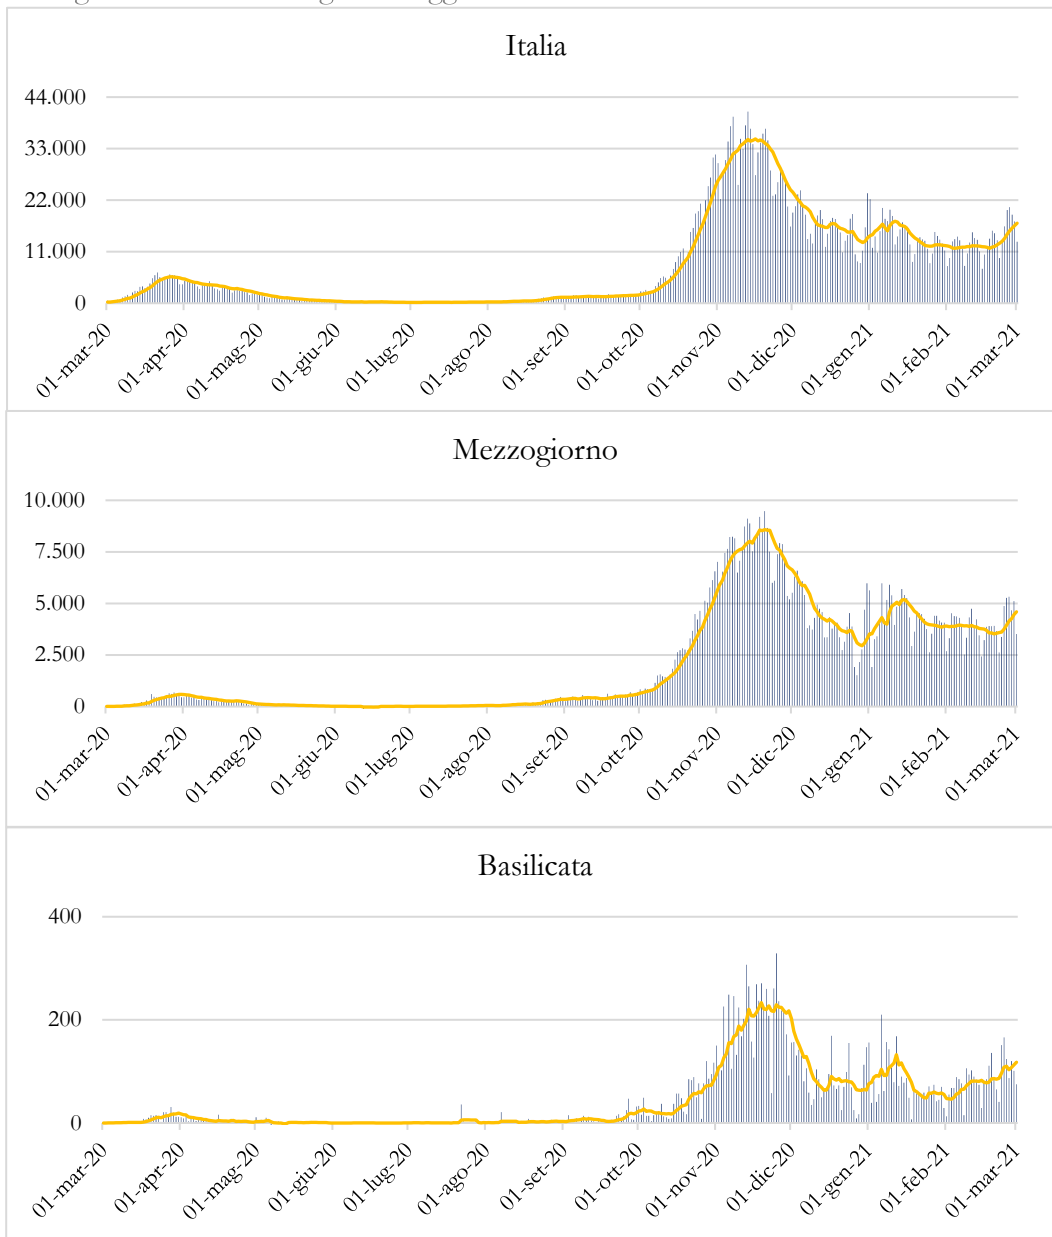 Italia
44.000
33.000
22.000
11.000
0
01-mar-20 01-apr-20 01-mag-20 01-giu-20 01-lug-20 01-ago-20 01-set-20 01-ott-20 01-nov-20 01-dic-20 01-gen-21 01-feb-21 01-mar-21
Mezzogiorno
10.000
7.500
5.000
2.500
0
01-mar-20 01-apr-20 01-mag-20 01-giu-20 01-lug-20 01-ago-20 01-set-20 01-ott-20 01-nov-20 01-dic-20 01-gen-21 01-feb-21 01-mar-21
Basilicata
400
200
0
01-mar-20 01-apr-20 01-mag-20 01-giu-20 01-lug-20 01-ago-20 01-set-20 01-ott-20 01-nov-20 01-dic-20 01-gen-21 01-feb-21 01-mar-21